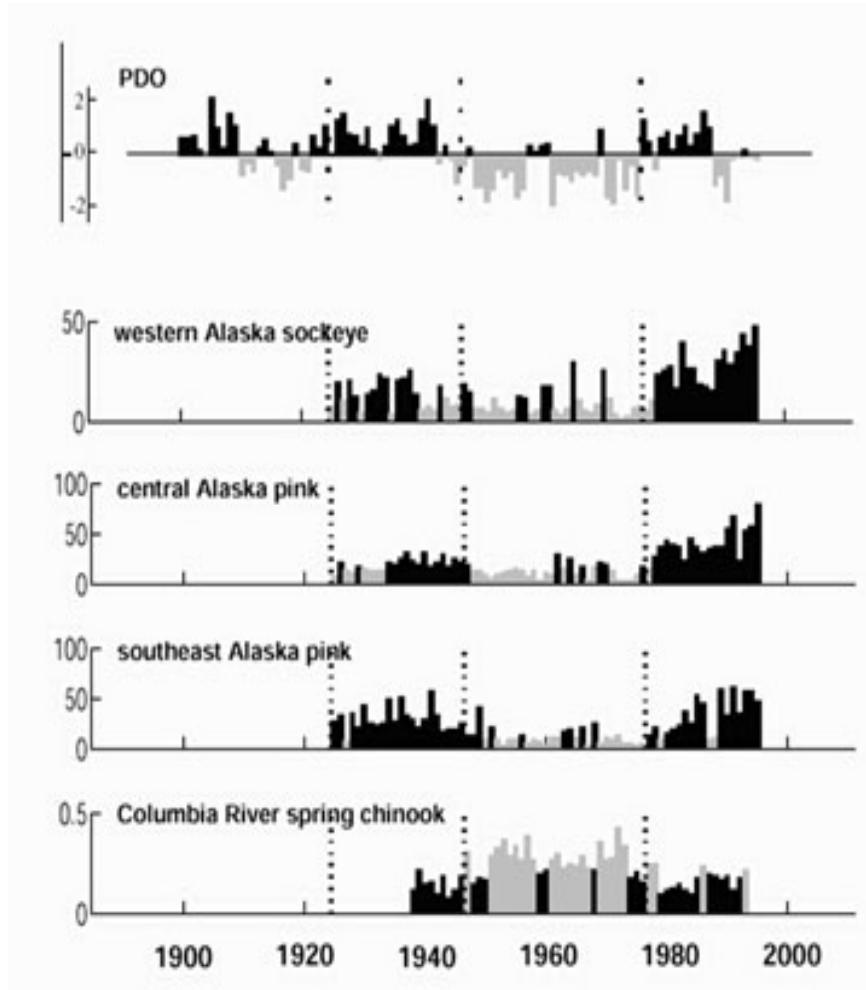 PDO
2
0
-2
50
western Alaska sockeye
0
100
central Alaska pink
50
0
100
southeast Alaska pink
50
0
0.5
Columbia River spring chinook
0
1900 1920 1940 1960 1980 2000